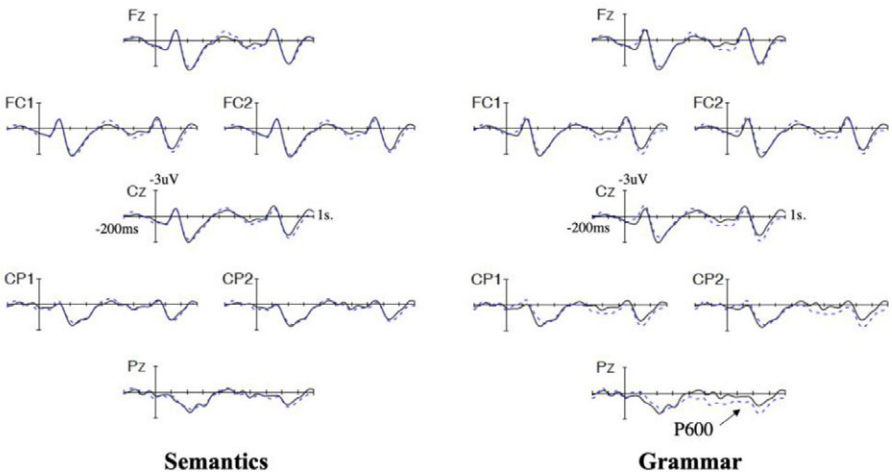 Fz
Fz
FC1
FC2
FC1
FC2
-3uV
Cz
-200ms
1s.
-3uV
Cz
-200ms
1s.
CP1
CP2
CP1
CP2
Pz
Pz
P600
Semantics
Grammar